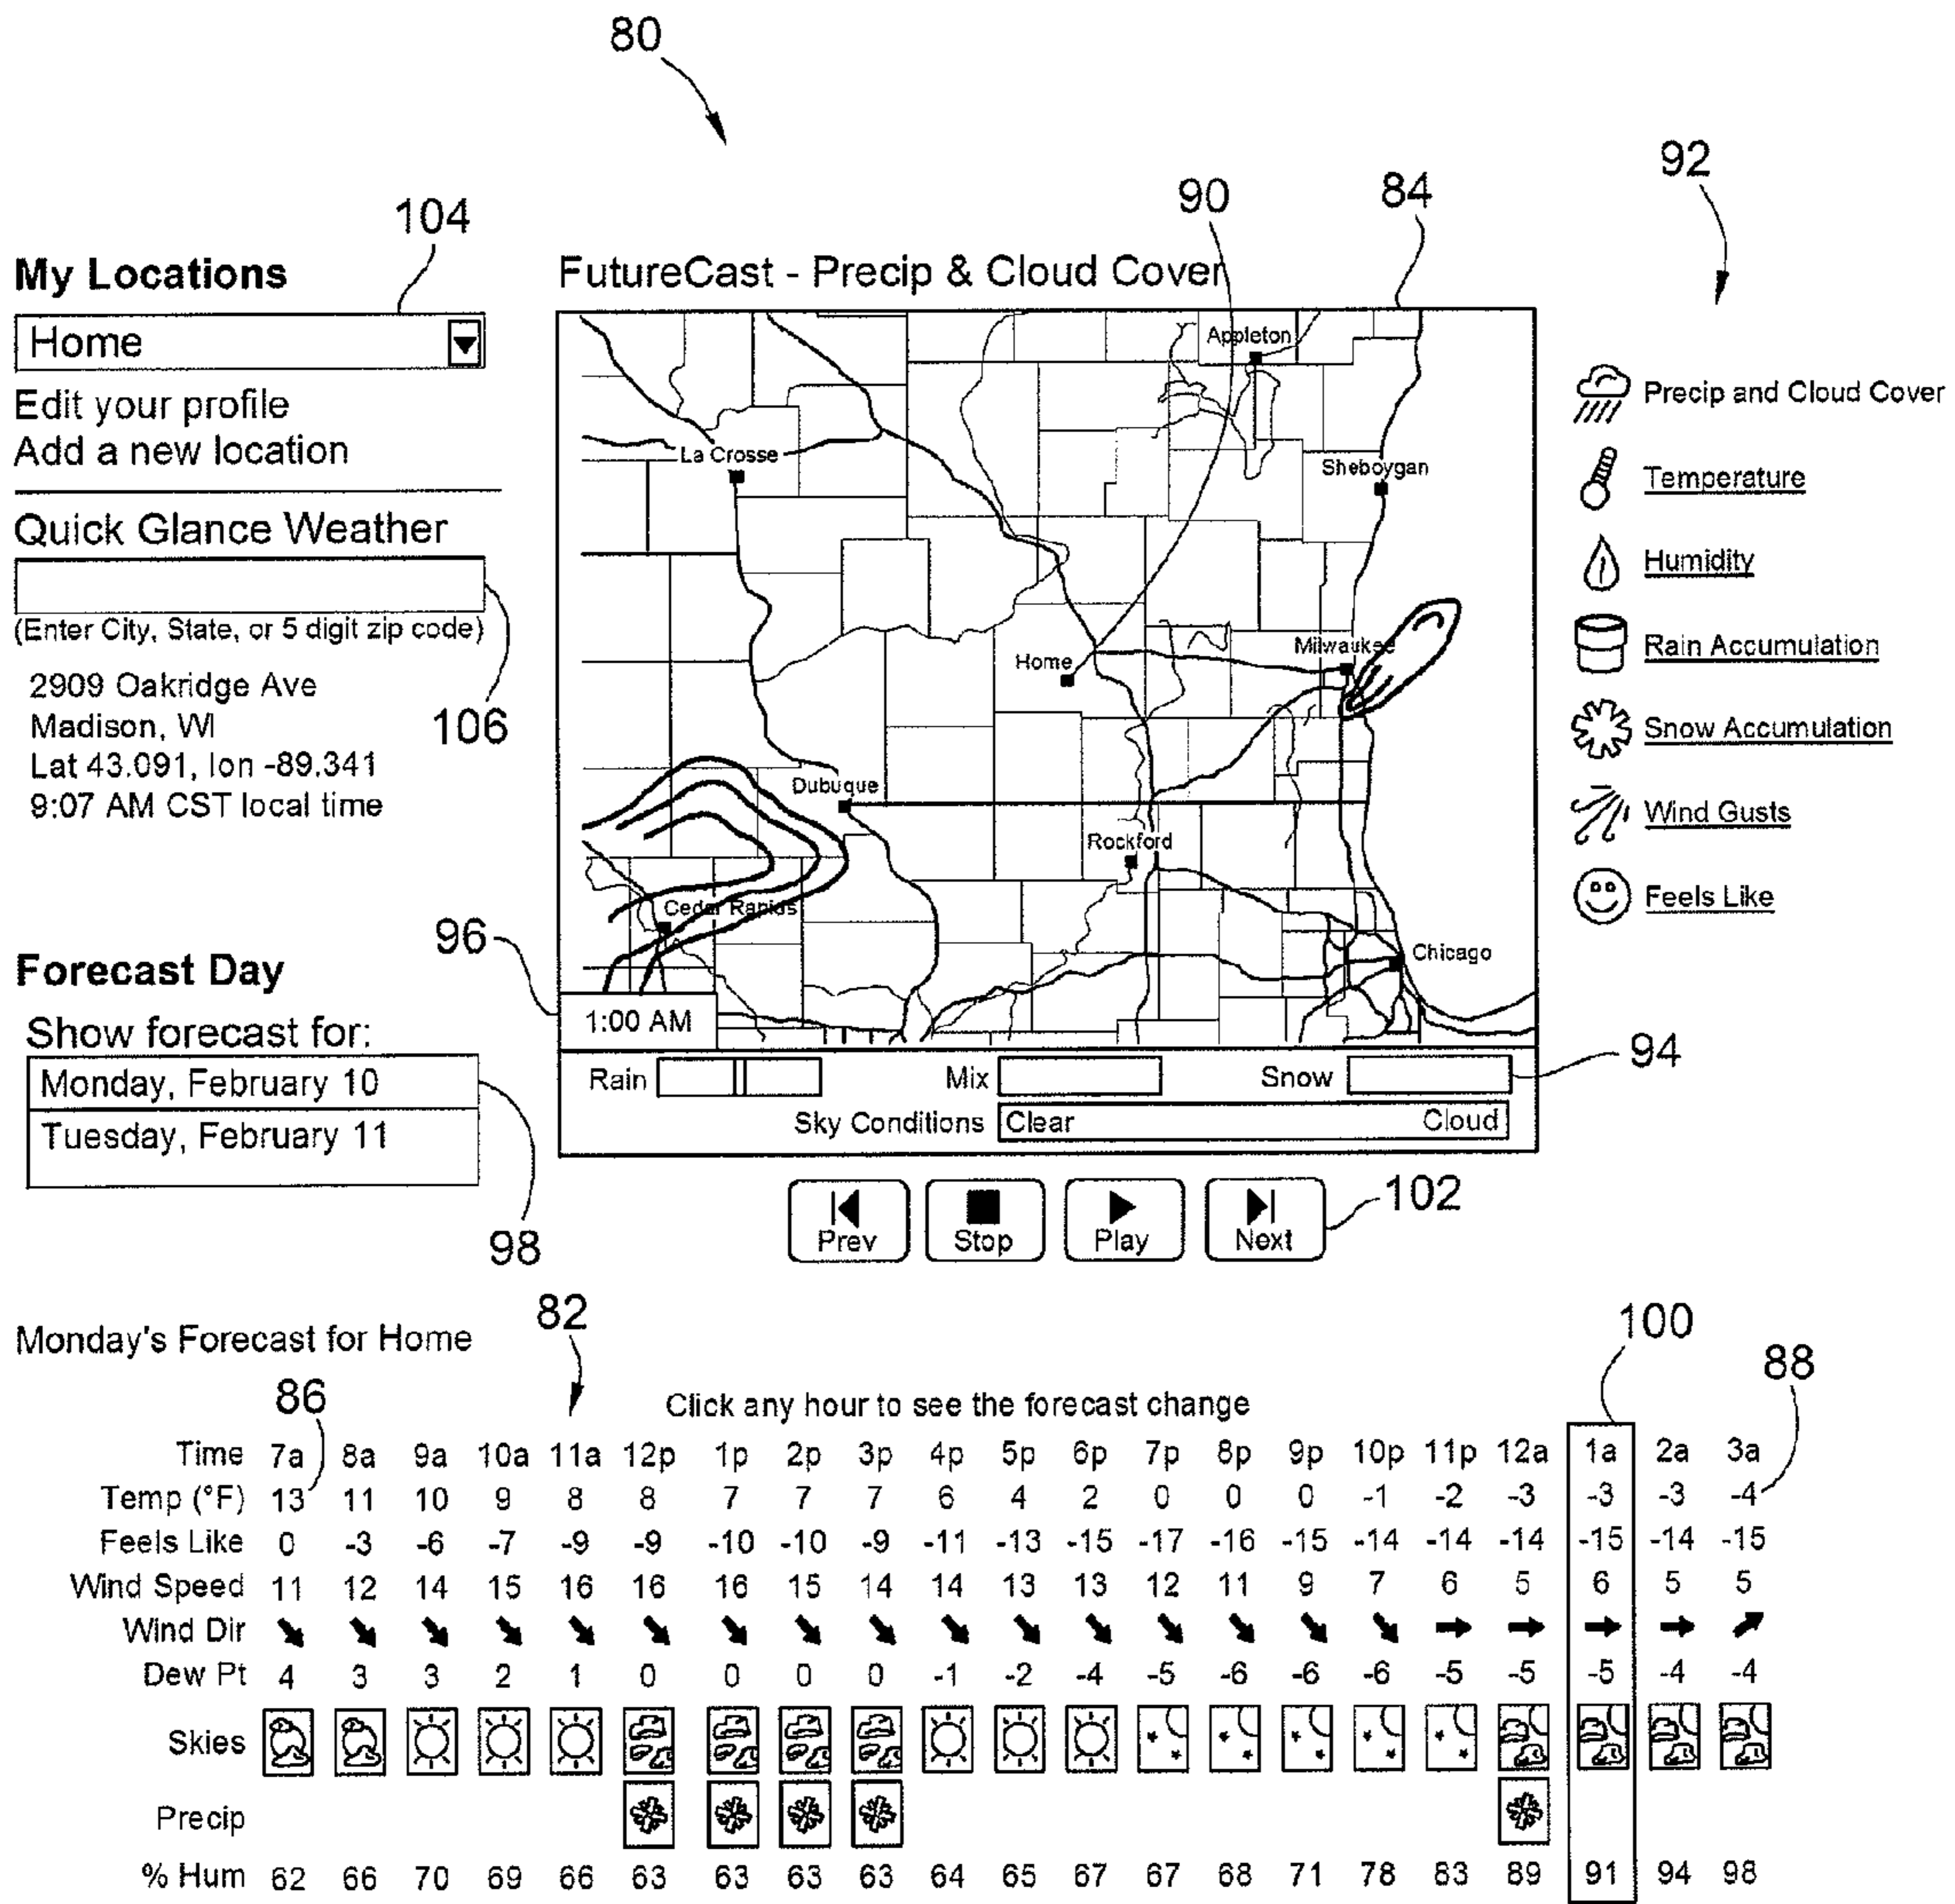 80
92
90
84
104
My Locations
FutureCast - Precip & Cloud Cover
Home
Edit your profile
Add a new location
Quick Glance Weather
(Enter City, State, or 5 digit zip code)
2909 Oakridge Ave
Madison, WI
Lat 43.091, lon -89.341
9:07 AM CST local time
106
Appleton
La Crosse
Sheboygan
Home
Milwaukee
Dubuque
Rockford
Cedar Rapids
Chicago
Precip and Cloud Cover
Temperature
Humidity
Rain Accumulation
Snow Accumulation
Wind Gusts
Feels Like
96
1:00 AM
94
Rain
Mix
Snow
Sky Conditions Clear Cloud
Forecast Day
Show forecast for:
Monday, February 10
Tuesday, February 11
98
Prev Stop Play Next
102
82
100
Monday's Forecast for Home
86
88
Click any hour to see the forecast change
Time 7a 8a 9a 10a 11a 12p 1p 2p 3p 4p 5p 6p 7p 8p 9p 10p 11p 12a 1a 2a 3a
Temp (°F) 13 11 10 9 8 8 7 7 7 6 4 2 0 0 0 -1 -2 -3 -3 -3 -4
Feels Like 0 -3 -6 -7 -9 -9 -10 -10 -9 -11 -13 -15 -17 -16 -15 -14 -14 -14 -15 -14 -15
Wind Speed 11 12 14 15 16 16 16 15 14 14 13 13 12 11 9 7 6 5 6 5 5
Wind Dir
Dew Pt 4 3 3 2 1 0 0 0 0 -1 -2 -4 -5 -6 -6 -6 -5 -5 -5 -4 -4
Skies
Precip
% Hum 62 66 70 69 66 63 63 63 63 64 65 67 67 68 71 78 83 89 91 94 98